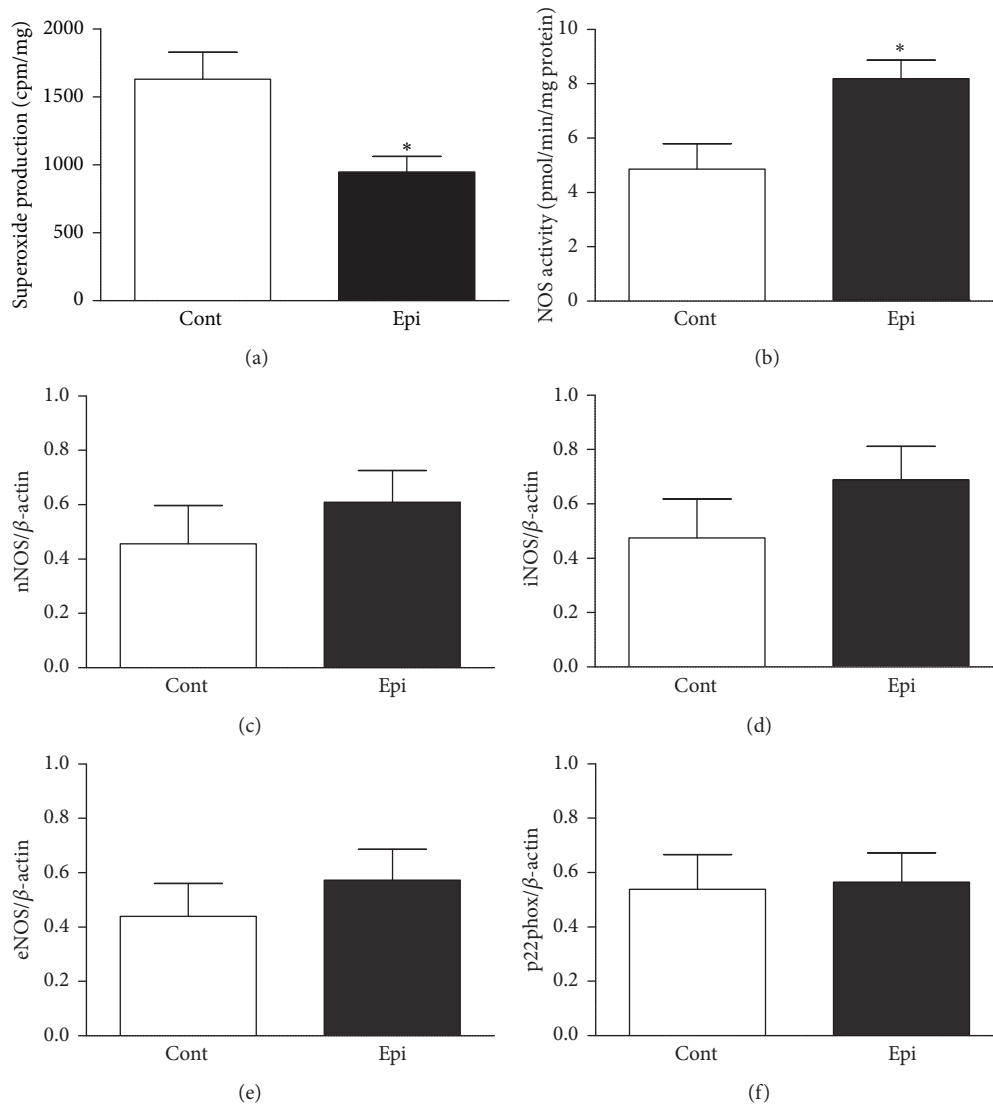 Superoxide production (cpm/mg)
2000
1500
1000
500
0
*
Cont Epi
(a)
NOS activity (pmol/min/mg protein)
10
8
6
4
2
0
*
Cont Epi
(b)
nNOS/β-actin
1.0
0.8
0.6
0.4
0.2
0.0
Cont Epi
(c)
iNOS/β-actin
1.0
0.8
0.6
0.4
0.2
0.0
Cont Epi
(d)
eNOS/β-actin
1.0
0.8
0.6
0.4
0.2
0.0
Cont Epi
(e)
p22phox/β-actin
1.0
0.8
0.6
0.4
0.2
0.0
Cont Epi
(f)